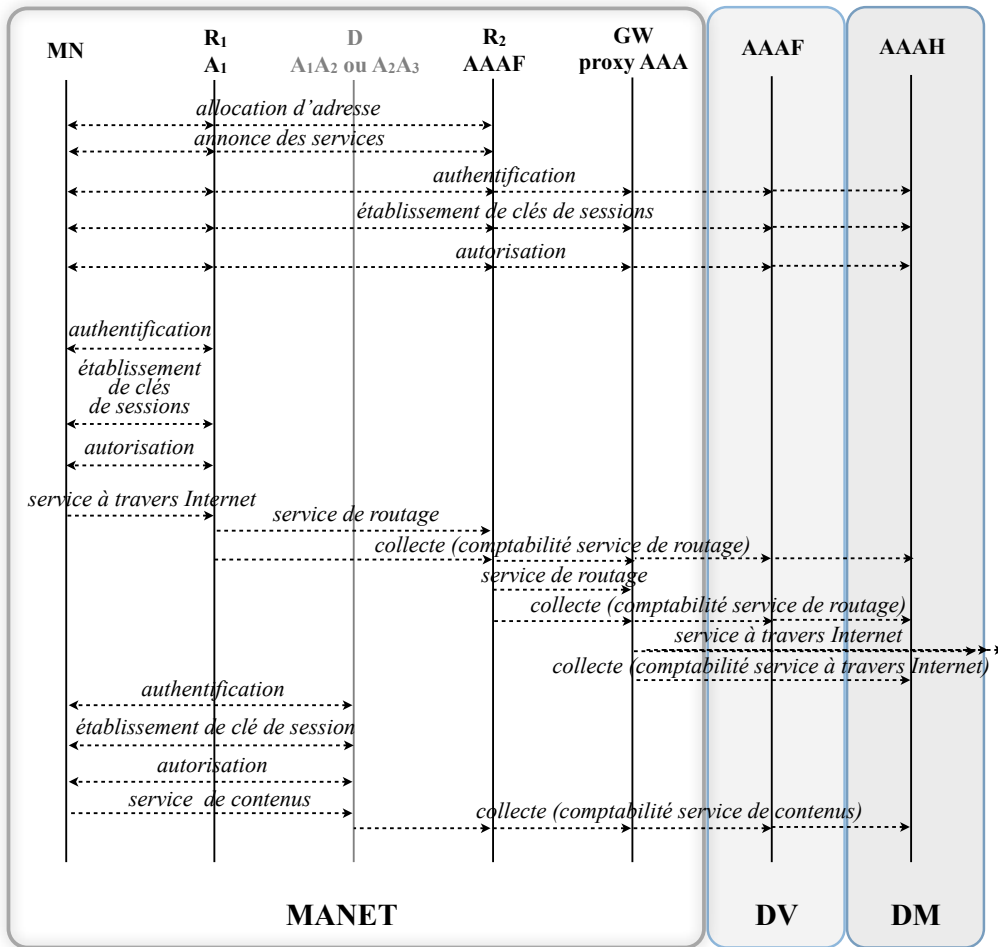 MN
R₁
A₁
D
A₁A₂ ou A₂A₃
R₂
AAAF
GW
proxy AAA
AAAF
AAAH
allocation d’adresse
annonce des services
authentification
établissement de clés de sessions
autorisation
authentification
établissement
de clés
de sessions
autorisation
service à travers Internet
service de routage
collecte (comptabilité service de routage)
service de routage
collecte (comptabilité service de routage)
service à travers Internet
collecte (comptabilité service à travers Internet)
authentification
établissement de clé de session
autorisation
service de contenus
collecte (comptabilité service de contenus)
MANET
DV
DM